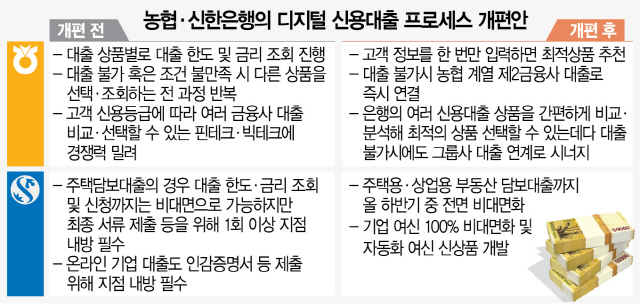 농협·신한은행의 디지털 신용대출 프로세스 개편안
개편 전
– 대출 상품별로 대출 한도 및 금리 조회 진행
– 대출 불가 혹은 조건 불만족 시 다른 상품을
선택·조회하는 전 과정 반복
– 고객 신용등급에 따라 여러 금융사 대출
비교·선택할 수 있는 핀테크·빅테크에
경쟁력 밀려
개편 후
– 고객 정보를 한 번만 입력하면 최적상품 추천
– 대출 불가시 농협 계열 제2금융사 대출로
즉시 연결
– 은행의 여러 신용대출 상품을 간편하게 비교·
분석해 최적의 상품 선택할 수 있는데다 대출
불가시에도 그룹사 대출 연계로 시너지
– 주택담보대출의 경우 대출 한도·금리 조회
및 신청까지는 비대면으로 가능하지만
최종 서류 제출 등을 위해 1회 이상 지점
내방 필수
– 온라인 기업 대출도 인감증명서 등 제출
위해 지점 내방 필수
– 주택용·상업용 부동산 담보대출까지
올 하반기 중 전면 비대면화
– 기업 여신 100% 비대면화 및
자동화 여신 신상품 개발